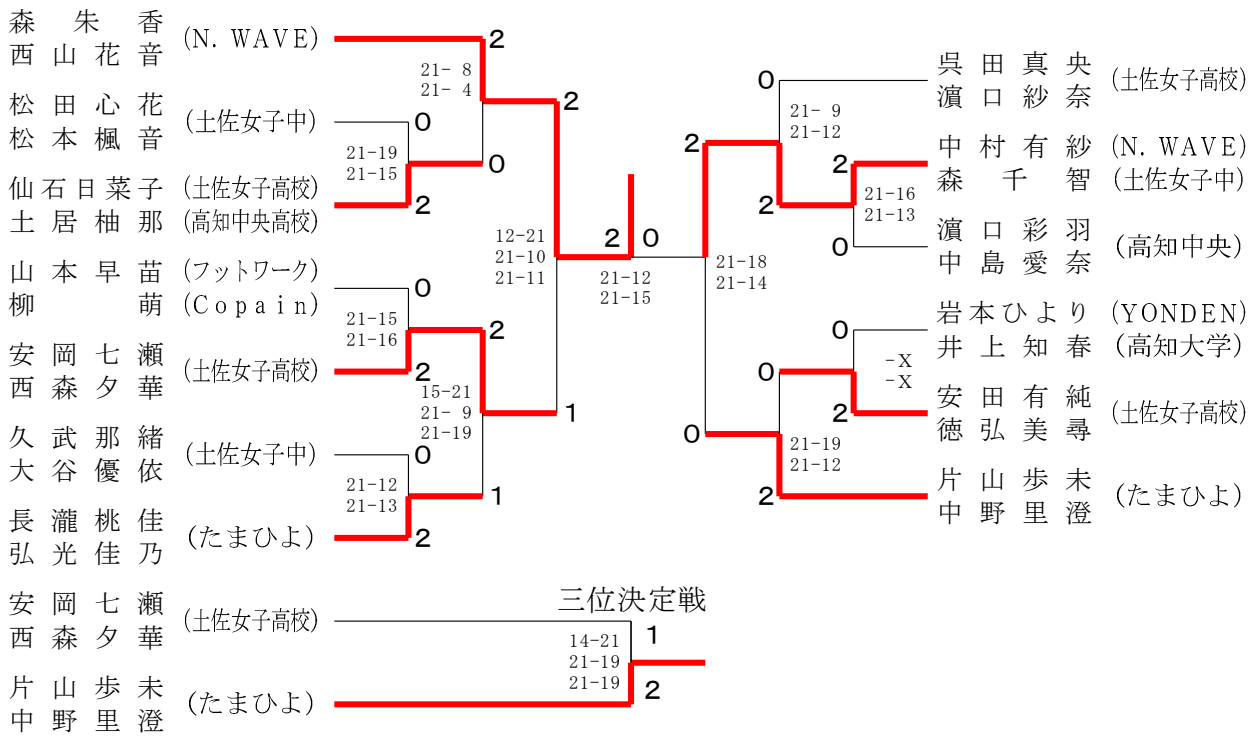 森朱香
西山花音
(N. WAVE)
松田心花
松本楓音
(土佐女子中)
仙石日菜子 (土佐女子高校)
土居柚那 (高知中央高校)
山本早苗 (フットワーク)
柳萌 (Copain)
安岡七瀬
西森夕華
(土佐女子高校)
久武那緒
大谷優依
(土佐女子中)
長瀧桃佳
弘光佳乃
(たまひよ)
2
21- 8
21- 4
0
21-19
21-15
2
0
2
0
21-15
21-16
2
2
15-21
21- 9
21-19
0
21-12
21-13
2
1
12-21
21-10
21-11
1
2 0
21-12
21-15
呉田真央
濵口紗奈
(土佐女子高校)
中村有紗 (N. WAVE)
森千智 (土佐女子中)
濵口彩羽
中島愛奈
(高知中央)
岩本ひより (YONDEN)
井上知春 (高知大学)
安田有純
徳弘美尋
(土佐女子高校)
片山歩未
中野里澄
(たまひよ)
0
21- 9
21-12
2
2
2
21-16
21-13
0
21-18
21-14
0
-X
-X
2
0
21-19
21-12
0
2
三位決定戦
安岡七瀬
西森夕華
(土佐女子高校)
片山歩未
中野里澄
(たまひよ)
1
14-21
21-19
21-19
2